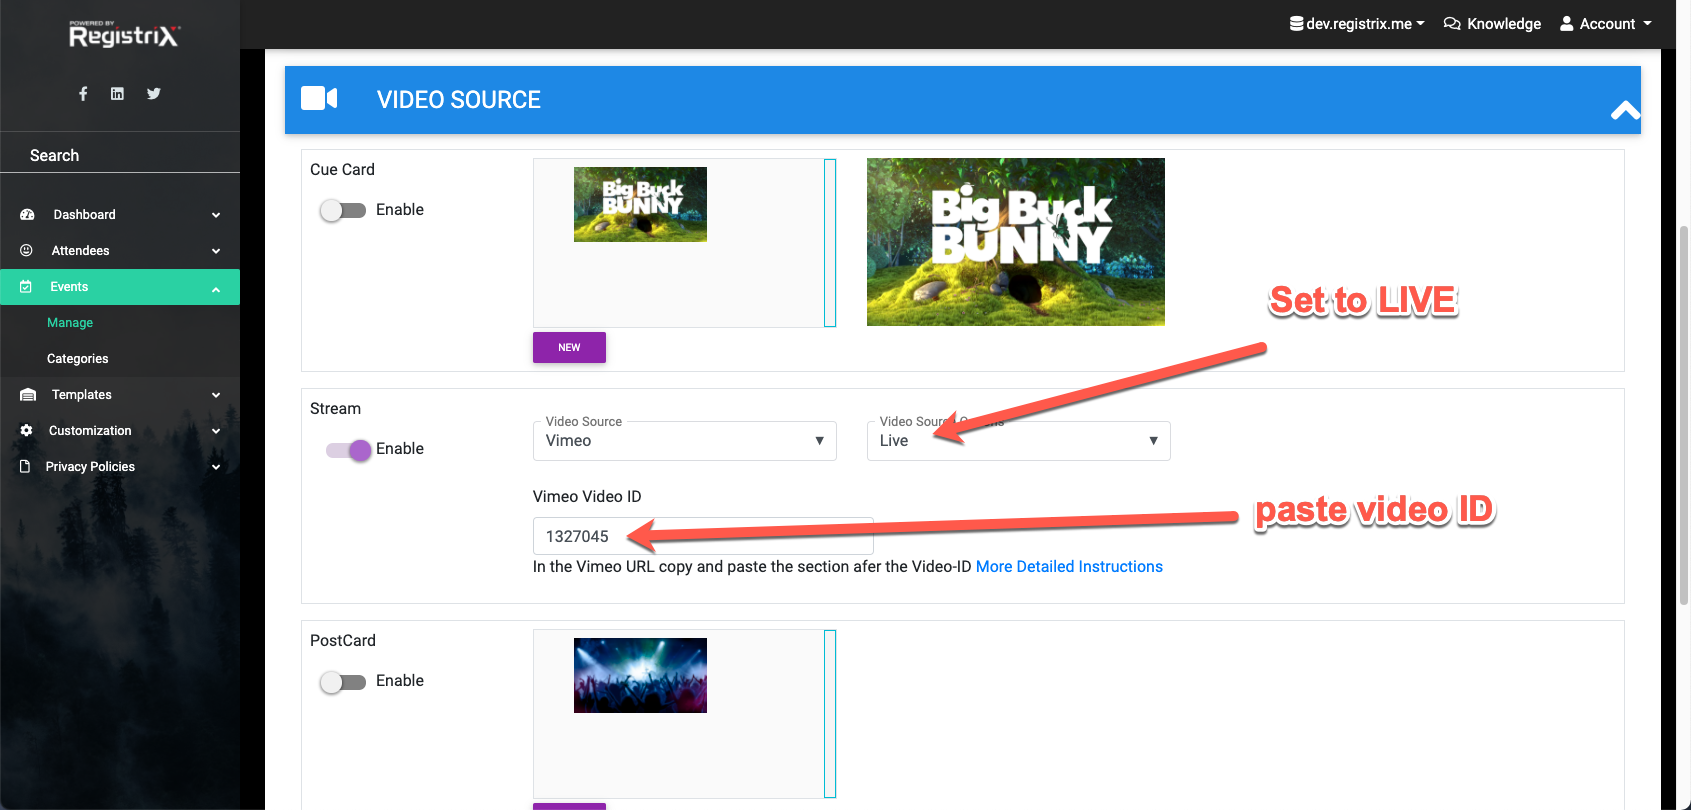 POWERED BY
RegistriX
dev.registrix.me
Knowledge
Account
Search
Dashboard
Attendees
Events
Manage
Categories
Templates
Customization
Privacy Policies
VIDEO SOURCE
Cue Card
Enable
Big Buck
BUNNY
Big Buck
BUNNY
NEW
Set to LIVE
Stream
Enable
Video Source
Vimeo
Video Source
Live
Vimeo Video ID
1327045
paste video ID
In the Vimeo URL copy and paste the section afer the Video-ID More Detailed Instructions
PostCard
Enable